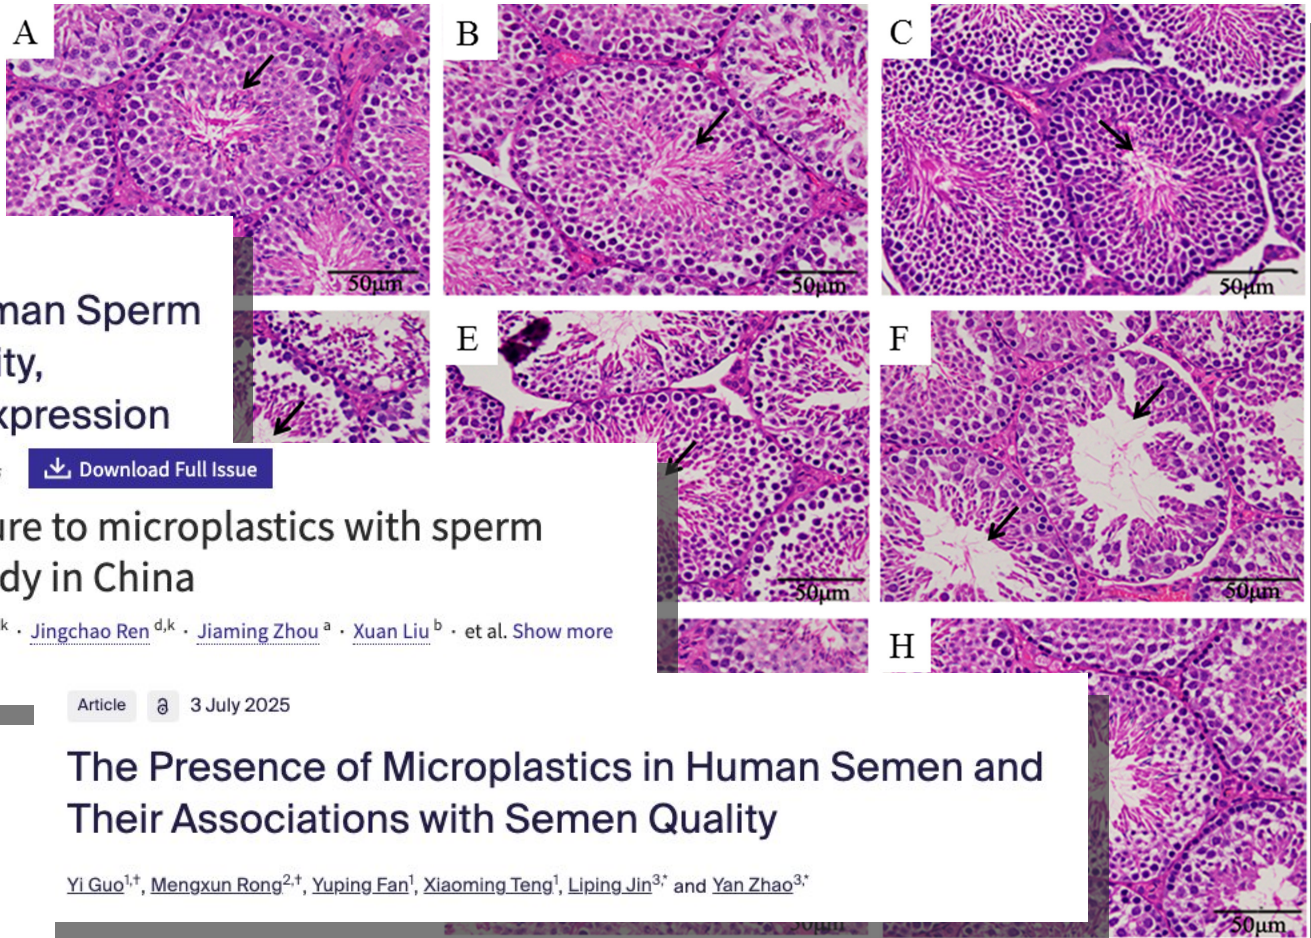 A
B
C
50μm
50μm
50μm
man Sperm
ity,
xpression
E
F
Download Full Issue
ure to microplastics with sperm
dy in China
k · Jingchao Ren d,k · Jiaming Zhou a · Xuan Liu b · et al. Show more
50μm
50μm
H
Article 3 July 2025
The Presence of Microplastics in Human Semen and
Their Associations with Semen Quality
Yi Guo1,†, Mengxun Rong2,†, Yuping Fan1, Xiaoming Teng1, Liping Jin3,* and Yan Zhao3,*
50μm
50μm